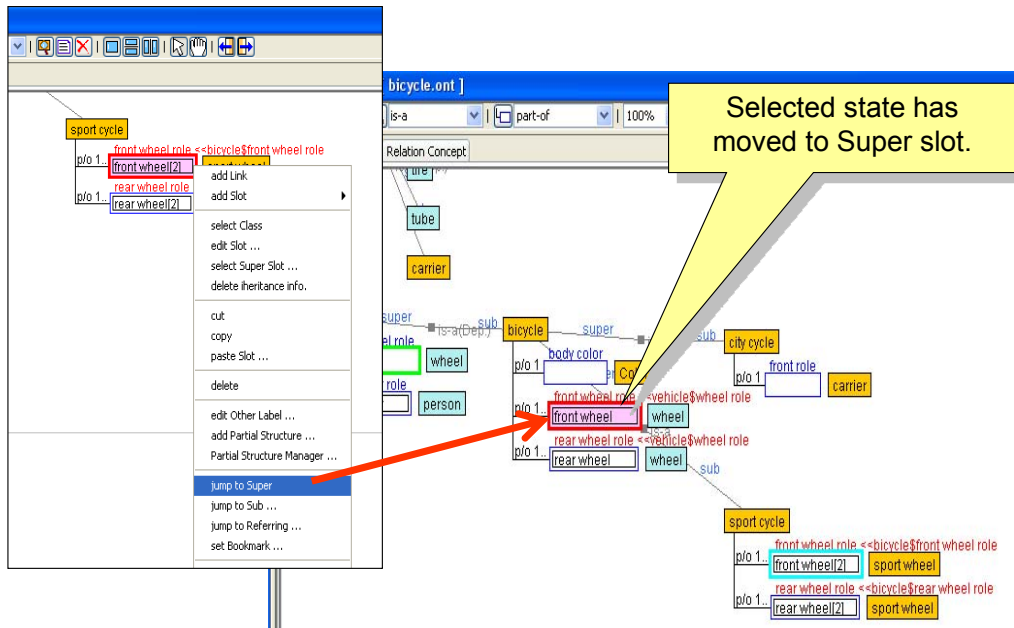 sport cycle
front wheel role <<bicycle$front wheel role
p/o 1..
front wheel[2]
sport wheel
rear wheel role
p/o 1..
rear wheel[2]
add Link
add Slot
select Class
edit Slot ...
select Super Slot ...
delete iheritance info.
cut
copy
paste Slot ...
delete
edit Other Label ...
add Partial Structure ...
Partial Structure Manager ...
jump to Super
jump to Sub ...
jump to Referring ...
set Bookmark ...
bicycle.ont ]
is-a
part-of
100%
Relation Concept
Selected state has
moved to Super slot.
tire
tube
carrier
super
is-a(Dep.)
sub
bicycle
super
sub
city cycle
el role
wheel
role
person
p/o 1
body color
p/o 1
front role
carrier
front wheel role <<vehicle$wheel role
p/o 1..
front wheel
wheel
is-a
rear wheel role <<vehicle$wheel role
p/o 1..
rear wheel
wheel
sub
sport cycle
front wheel role <<bicycle$front wheel role
p/o 1..
front wheel[2]
sport wheel
rear wheel role <<bicycle$rear wheel role
p/o 1..
rear wheel[2]
sport wheel